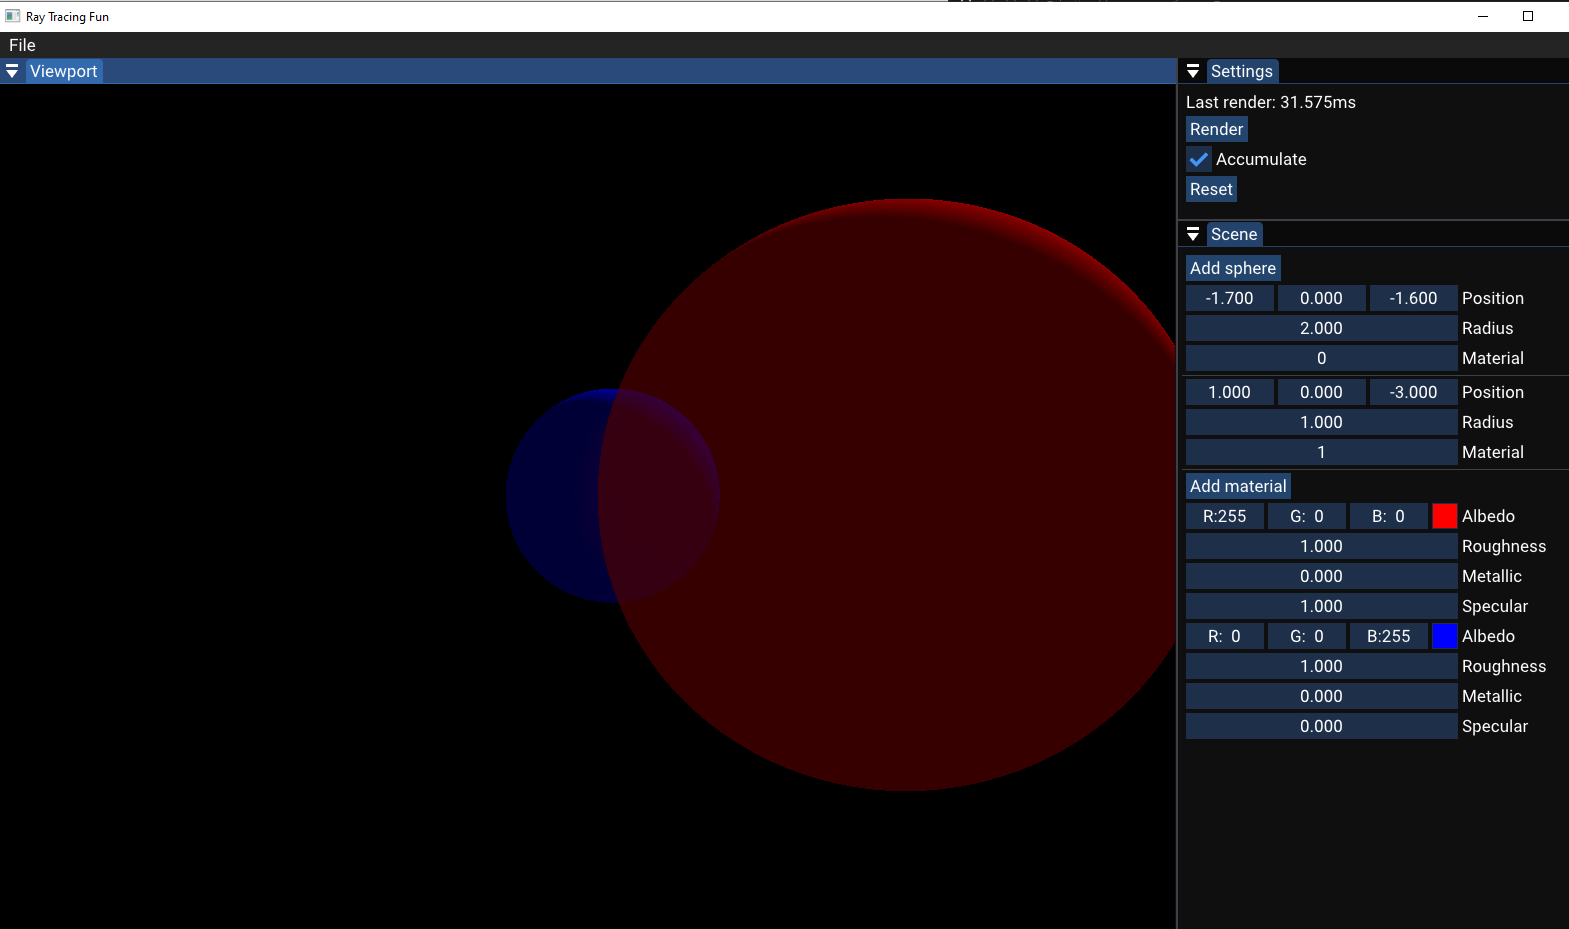 Ray Tracing Fun
File
Viewport
Settings
Last render: 31.575ms
Render
Accumulate
Reset
Scene
Add sphere
-1.700 0.000 -1.600 Position
2.000 Radius
0 Material
1.000 0.000 -3.000 Position
1.000 Radius
1 Material
Add material
R:255 G: 0 B: 0 Albedo
1.000 Roughness
0.000 Metallic
1.000 Specular
R: 0 G: 0 B:255 Albedo
1.000 Roughness
0.000 Metallic
0.000 Specular